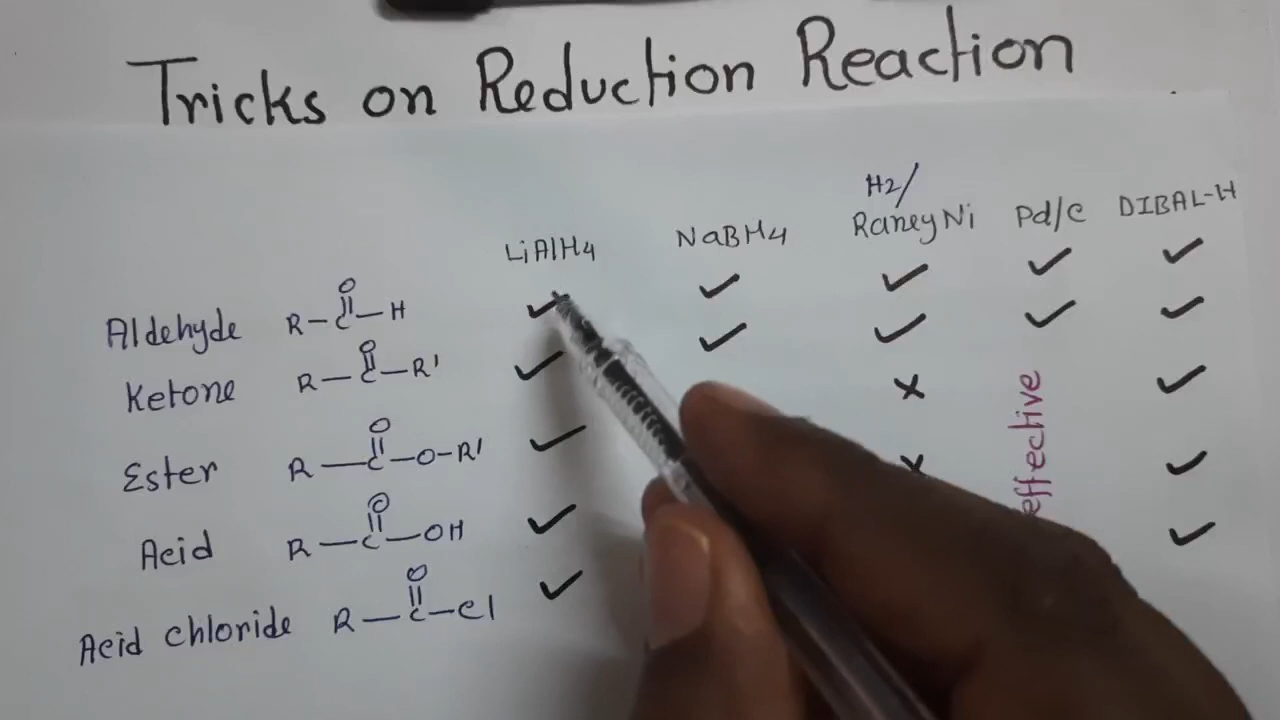 Tricks on Reduction Reaction
LiAlH4 NaBH4 H2/ Raney Ni Pd/C DIBAL-H
Aldehyde R-C-H O ✓ ✓ ✓ ✓ ✓
Ketone R-C-R' O ✓ ✓ ✓ ✓ ✓
Ester R-C-O-R' O ✓ × ✓
Acid R-C-OH O ✓ × ✓
Acid chloride R-C-Cl O ✓ ✓
effective